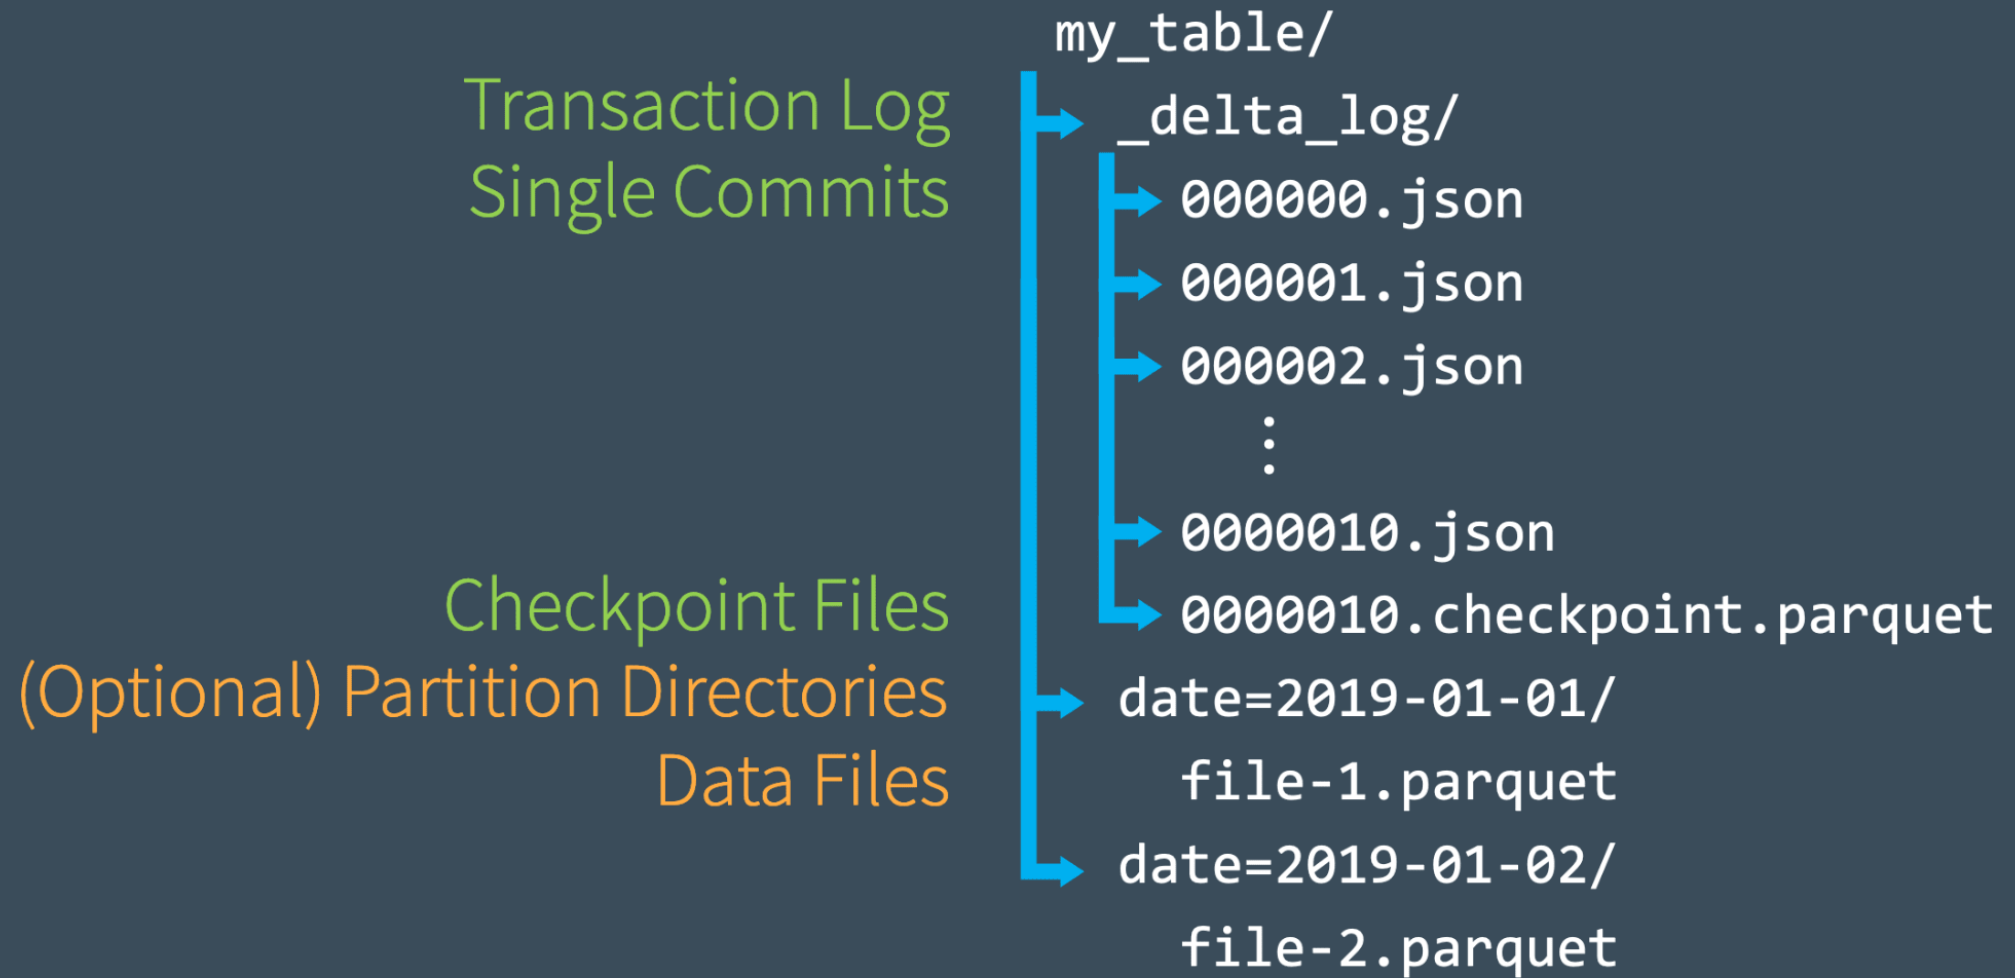 my_table/
Transaction Log
_delta_log/
Single Commits
000000.json
000001.json
000002.json
⋮
0000010.json
Checkpoint Files
0000010.checkpoint.parquet
(Optional) Partition Directories
date=2019-01-01/
Data Files
file-1.parquet
date=2019-01-02/
file-2.parquet